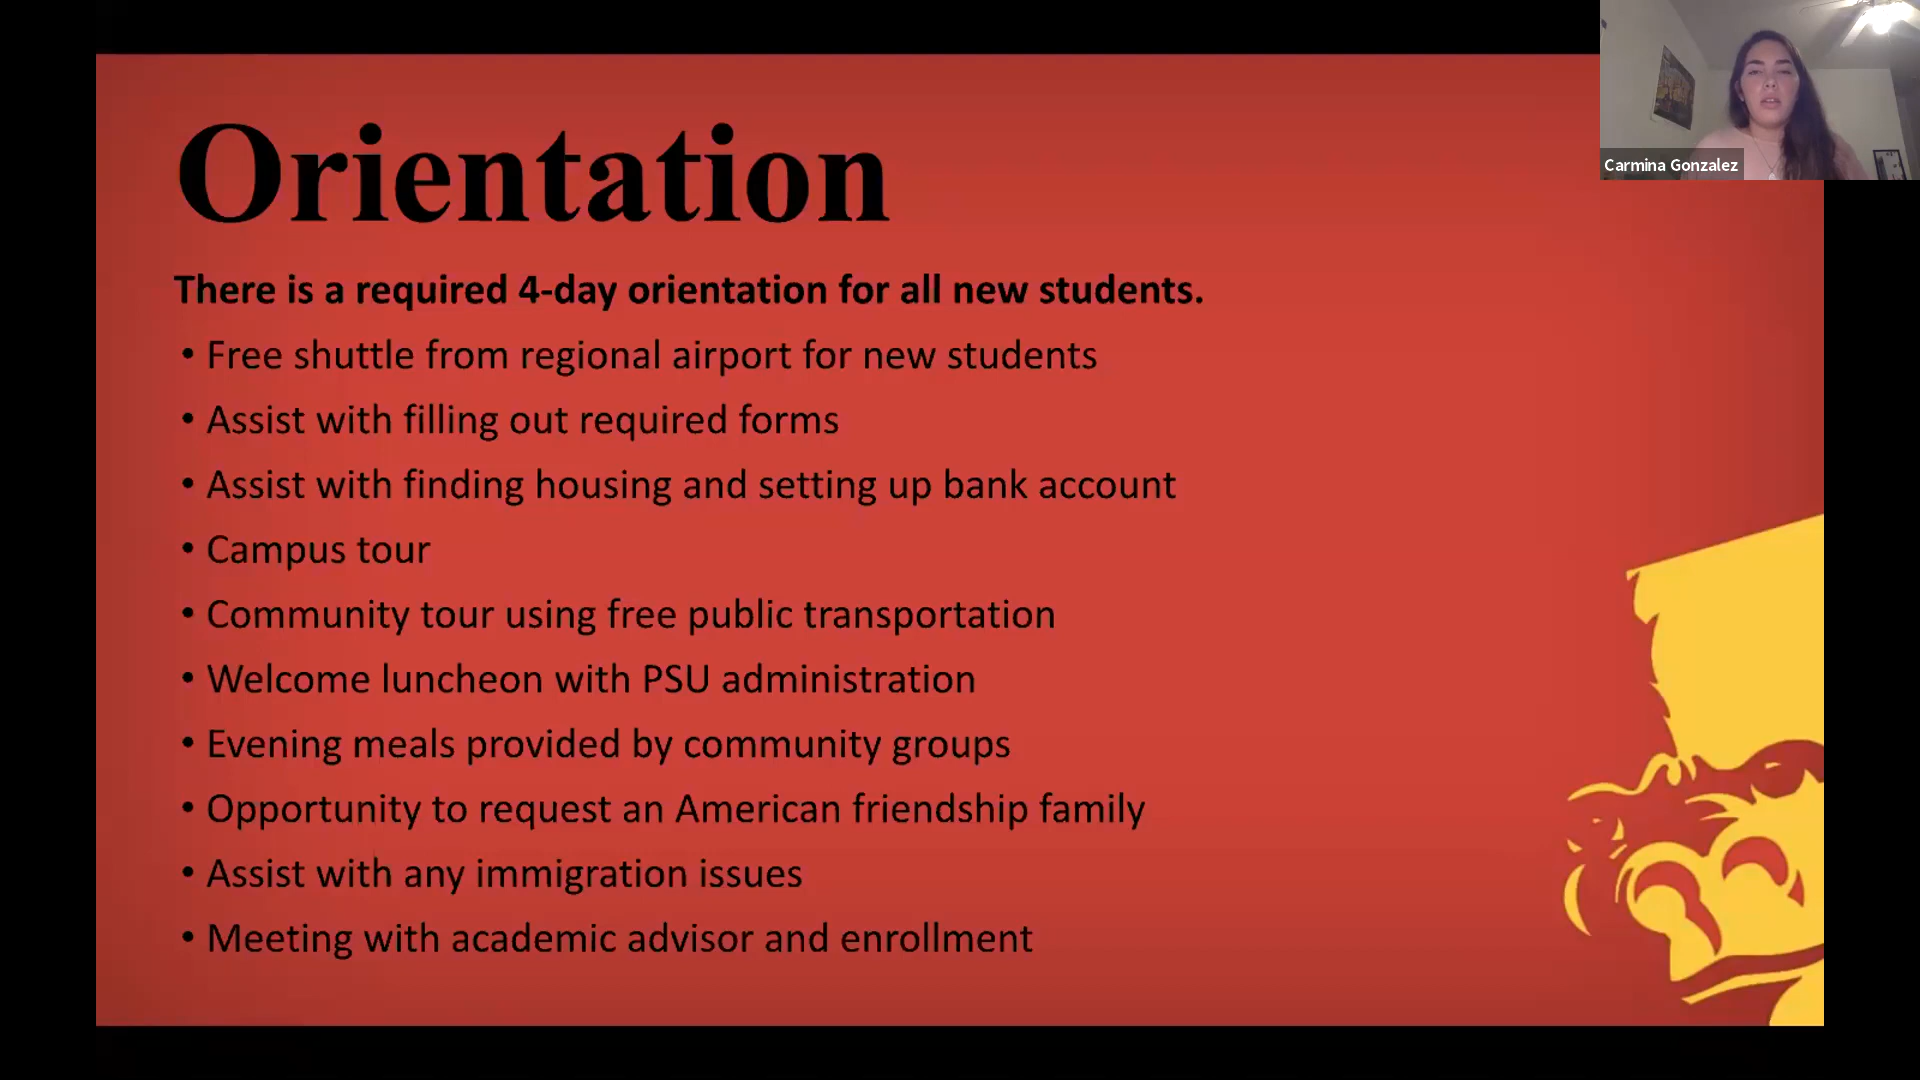 Orientation
There is a required 4-day orientation for all new students.
• Free shuttle from regional airport for new students
• Assist with filling out required forms
• Assist with finding housing and setting up bank account
• Campus tour
• Community tour using free public transportation
• Welcome luncheon with PSU administration
• Evening meals provided by community groups
• Opportunity to request an American friendship family
• Assist with any immigration issues
• Meeting with academic advisor and enrollment
Carmina Gonzalez